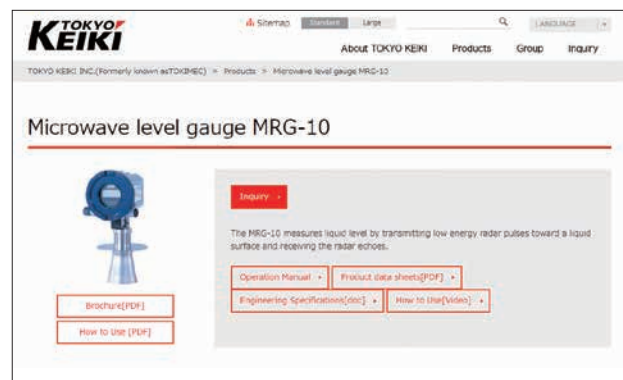 TOKYO
KEIKI
Sitemap Standard Large LANGUAGE
About TOKYO KEIKI Products Group Inquiry
TOKYO KEIKI INC.(Formerly known asTOKIMEC) > Products > Microwave level gauge MRG-10
Microwave level gauge MRG-10
Inquiry
The MRG-10 measures liquid level by transmitting low energy radar pulses toward a liquid
surface and receiving the radar echoes.
Operation Manual Product data sheets[PDF]
Engineering Specifications[doc] How to Use[Video]
Brochure[PDF]
How to Use [PDF]